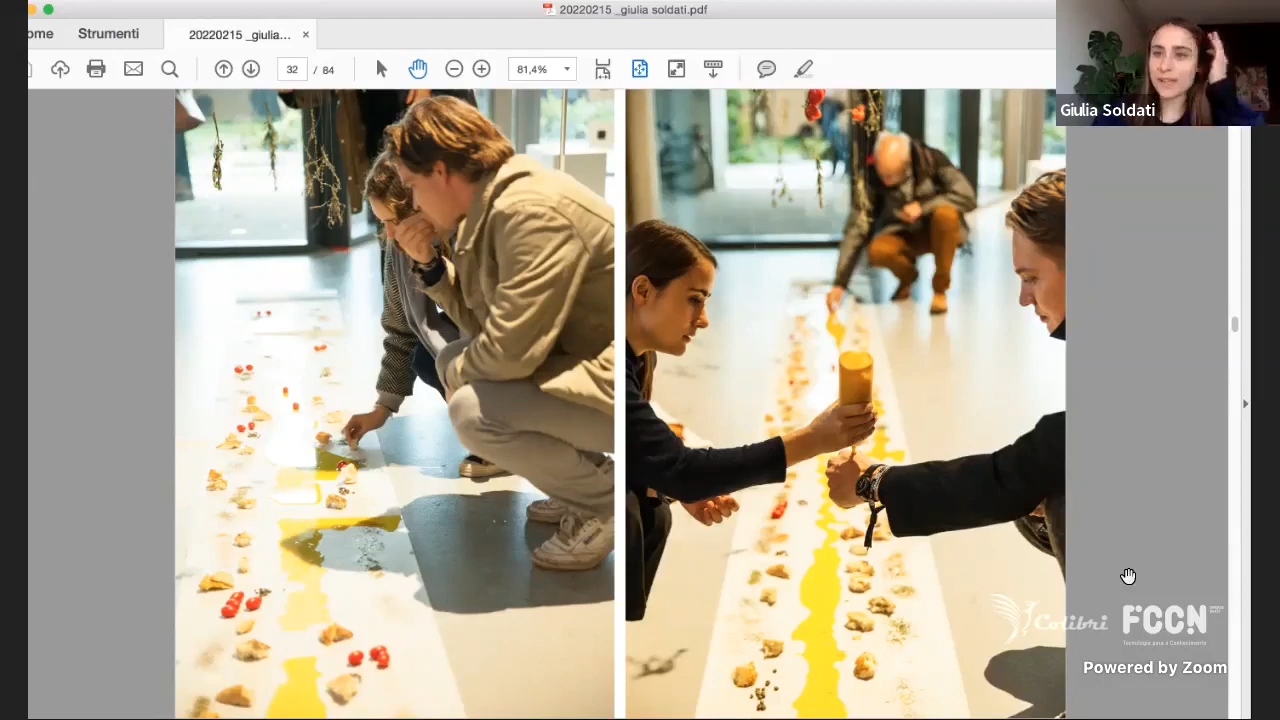 20220215 _giulia soldati.pdf
ome
Strumenti
20220215 _giulia...
×
32 / 84
81,4%
Giulia Soldati
Colibri
FCCN
Tecnologia para o Conhecimento
Powered by Zoom